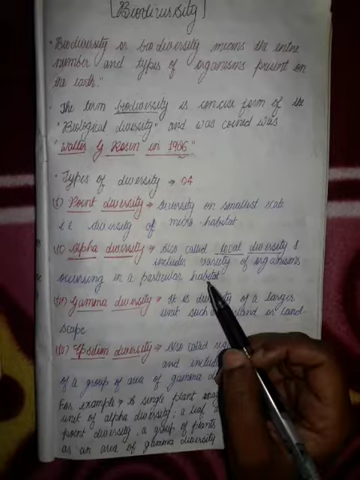 [Biodiversity]
"Biodiversity is biodiversity means the entire
number and types of organisms present on
the earth."
The term biodiversity is concise form of the
"Biological diversity" and was coined was
"Walter G Rosen in 1986"
Types of diversity → 04
(i) Point diversity → diversity on smallest scale
i.e diversity of micro habitat
(ii) Alpha diversity → Also called local diversity &
includes variety of organisms
occurring in a particular habitat
Gamma diversity → It is diversity of a larger
unit such island or land
scape
Epsilon diversity → Also called
and
of a group of area of gamma
For example → A single plant
unit of alpha diversity; a leaf
point diversity; a group of plants
as an area of gamma diversity